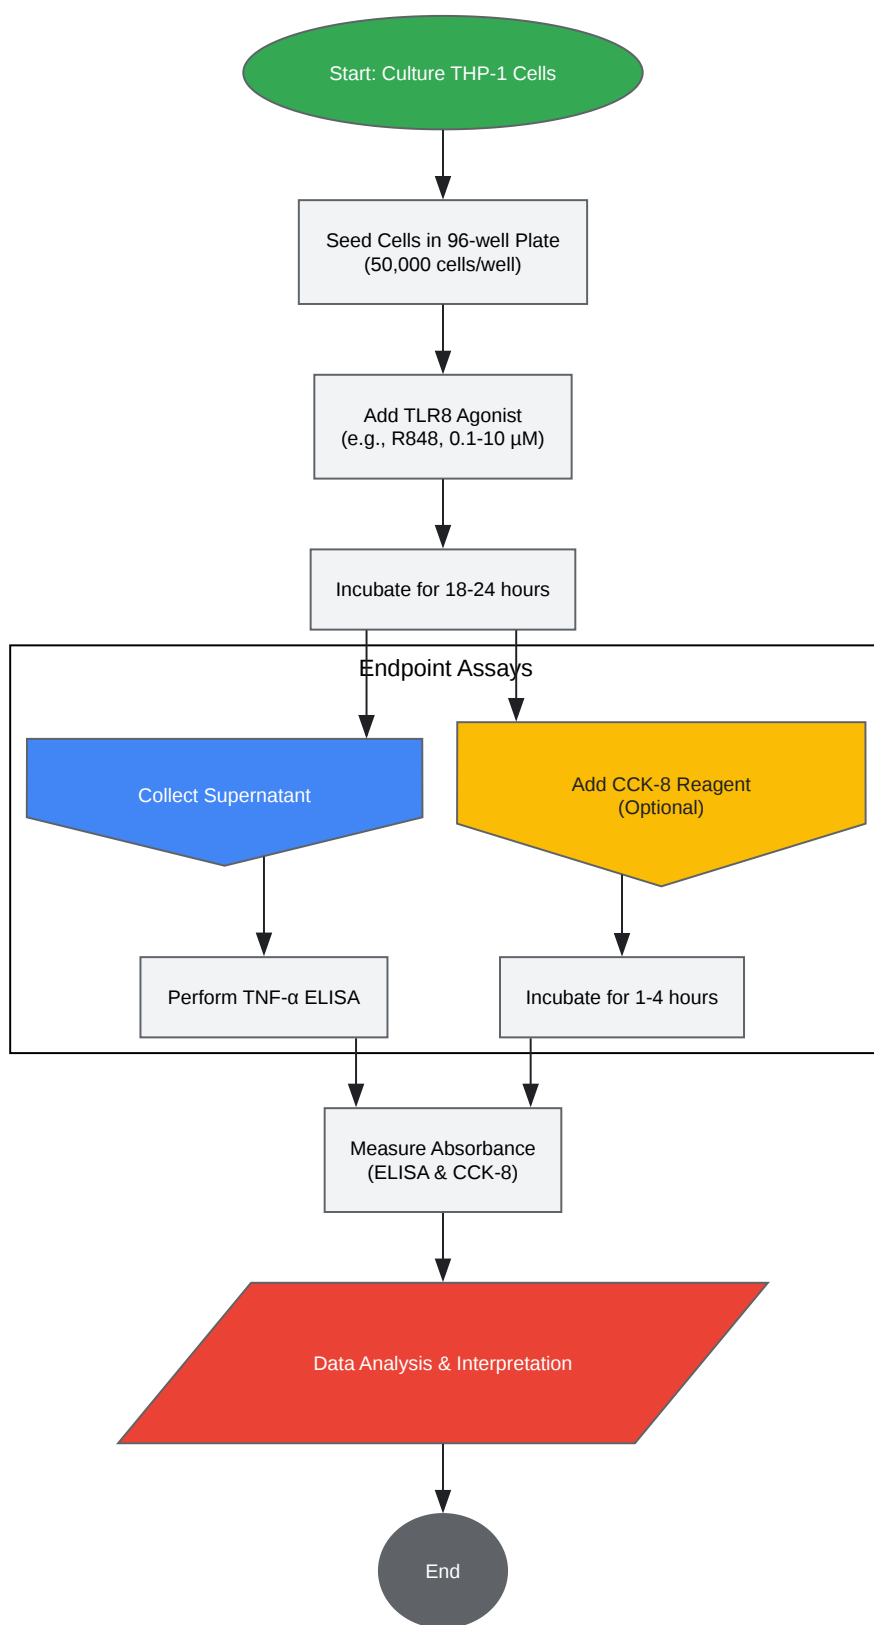 Start: Culture THP-1 Cells
Seed Cells in 96-well Plate
(50,000 cells/well)
Add TLR8 Agonist
(e.g., R848, 0.1-10 µM)
Incubate for 18-24 hours
Endpoint Assays
Collect Supernatant
Add CCK-8 Reagent
(Optional)
Perform TNF-α ELISA
Incubate for 1-4 hours
Measure Absorbance
(ELISA & CCK-8)
Data Analysis & Interpretation
End